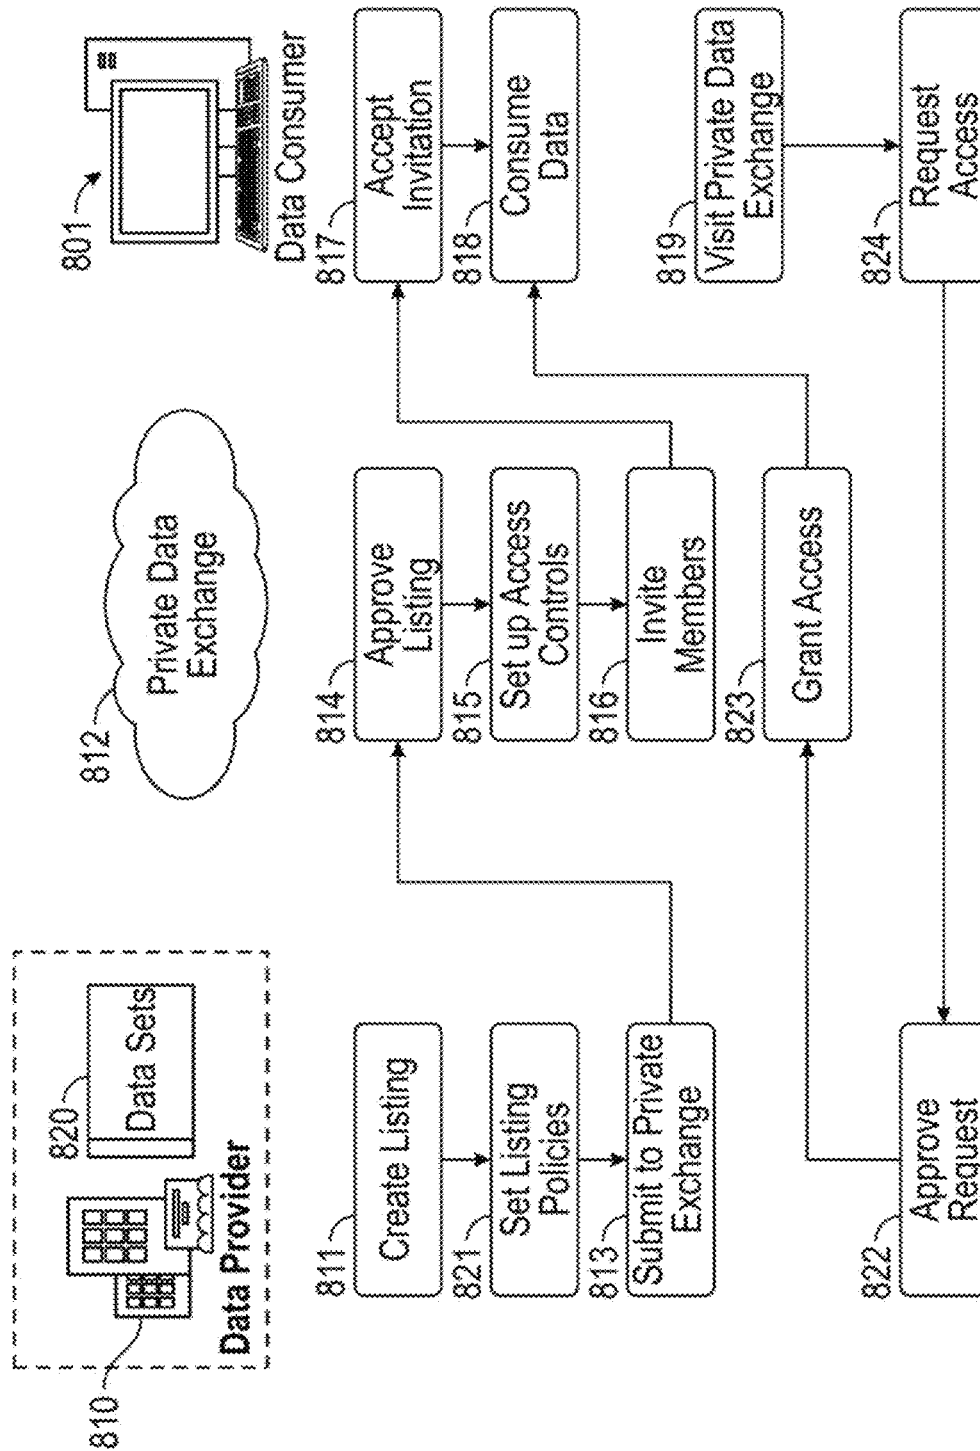 810
820
Data Sets
Data Provider
812
Private Data
Exchange
801
Data Consumer
811
Create Listing
821
Set Listing
Policies
813
Submit to Private
Exchange
814
Approve
Listing
815
Set up Access
Controls
816
Invite
Members
823
Grant Access
817
Accept
Invitation
818
Consume
Data
819
Visit Private Data
Exchange
824
Request
Access
822
Approve
Request